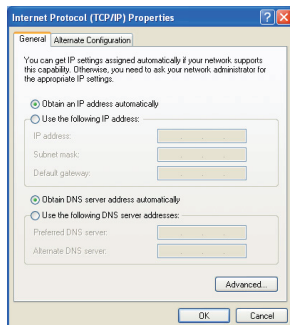 Internet Protocol (TCP/IP) Properties
General
Alternate Configuration
You can get IP settings assigned automatically if your network supports
this capability. Otherwise, you need to ask your network administrator for
the appropriate IP settings.
Obtain an IP address automatically
Use the following IP address:
IP address:
Subnet mask:
Default gateway:
Obtain DNS server address automatically
Use the following DNS server addresses:
Preferred DNS server:
Alternate DNS server:
Advanced...
OK
Cancel